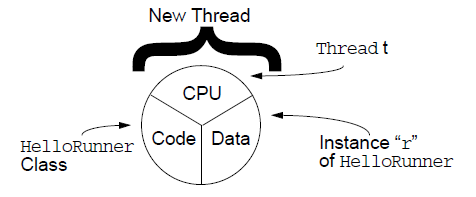 New Thread
Thread t
CPU
Code
Data
HelloRunner
Class
Instance “r”
of HelloRunner